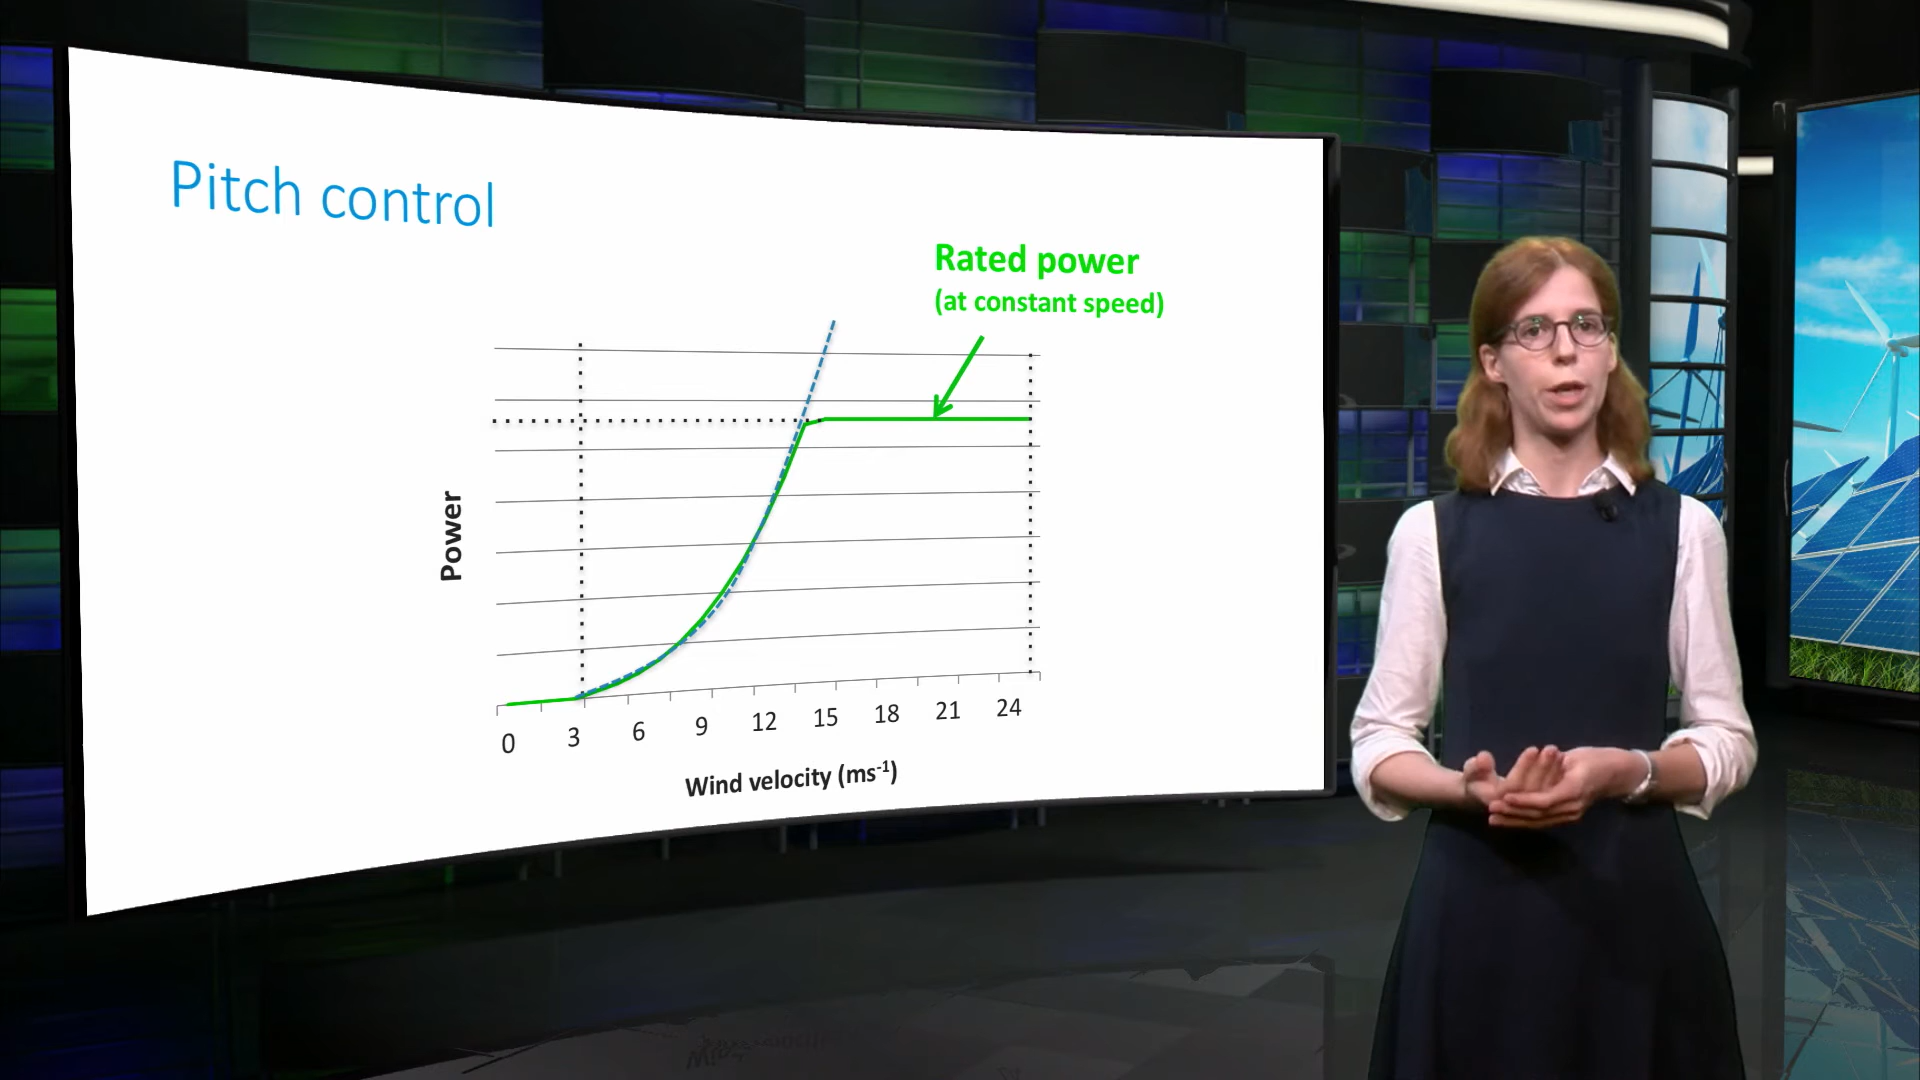 Pitch control
Rated power
(at constant speed)
Power
0 3 6 9 12 15 18 21 24
Wind velocity (ms⁻¹)